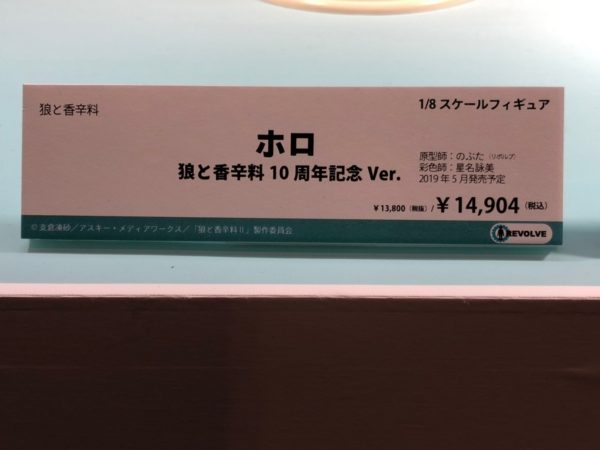 狼と香辛料
1/8 スケールフィギュア
ホロ
狼と香辛料 10 周年記念 Ver.
原型師：のぶた（リボルブ）
彩色師：星名詠美
2019 年 5 月発売予定
￥13,800（税抜）/￥14,904（税込）
©支倉凍砂／アスキー・メディアワークス／「狼と香辛料Ⅱ」製作委員会
REVOLVE